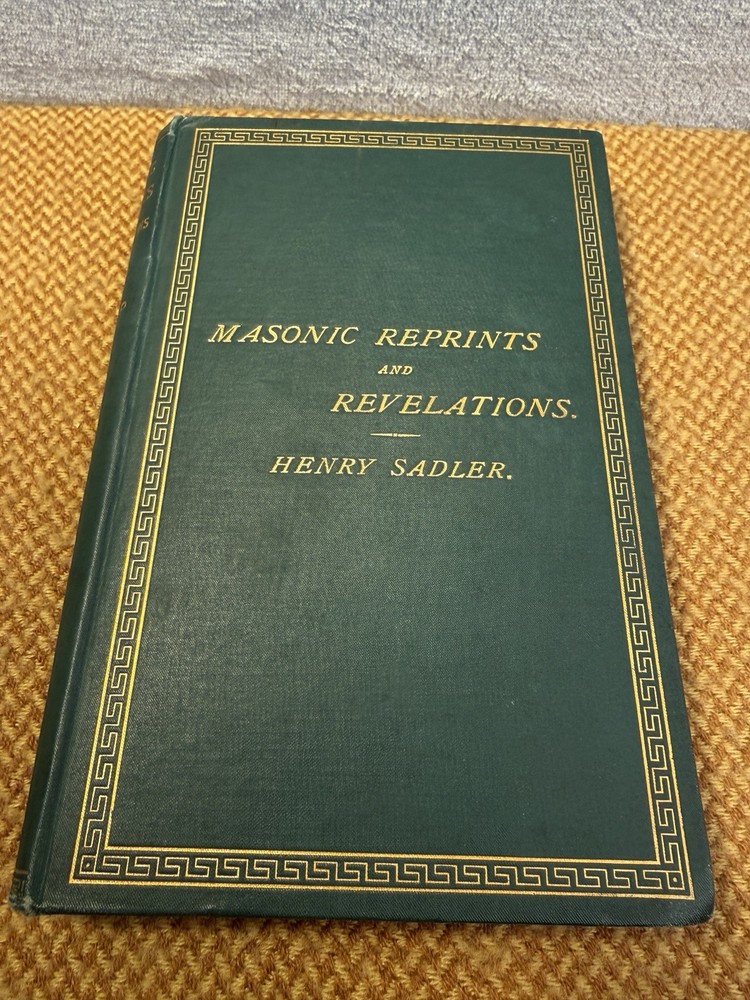 MASONIC REPRINTS
AND
REVELATIONS.
HENRY SADLER.